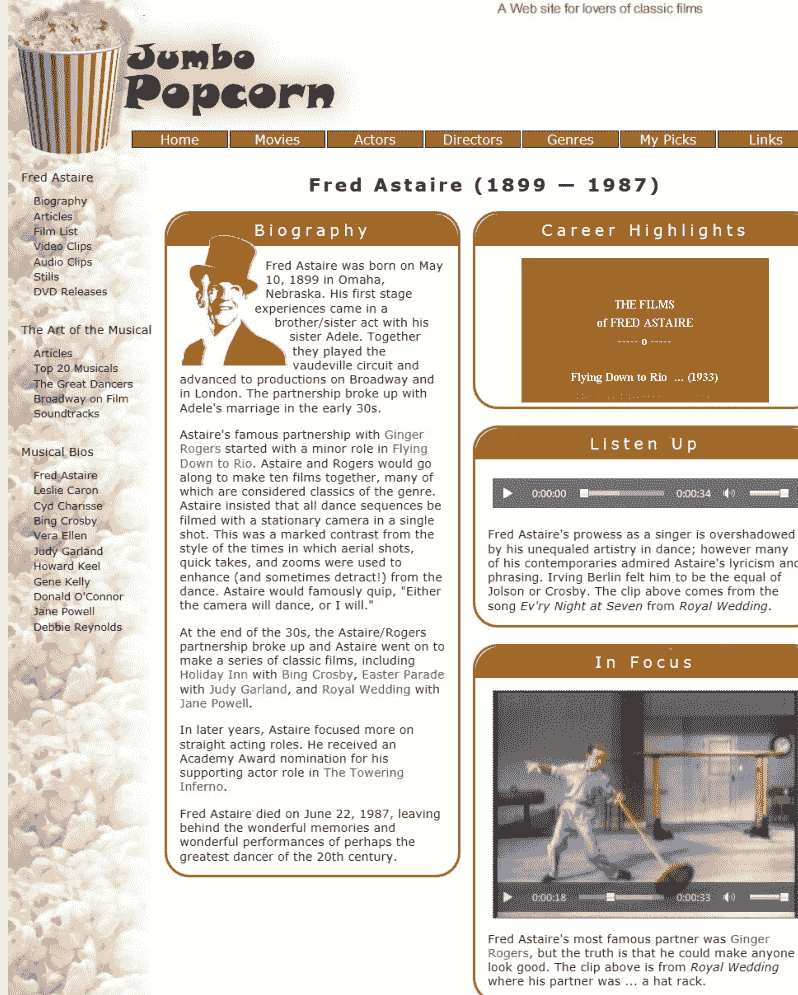 A Web site for lovers of classic films
Jumbo
Popcorn
Home Movies Actors Directors Genres My Picks Links
Fred Astaire
Biography
Articles
Film List
Video Clips
Audio Clips
Stills
DVD Releases
The Art of the Musical
Articles
Top 20 Musicals
The Great Dancers
Broadway on Film
Soundtracks
Musical Bios
Fred Astaire
Leslie Caron
Cyd Charisse
Bing Crosby
Vera Ellen
Judy Garland
Howard Keel
Gene Kelly
Donald O'Connor
Jane Powell
Debbie Reynolds
Fred Astaire (1899 — 1987)
Biography
Fred Astaire was born on May
10, 1899 in Omaha,
Nebraska. His first stage
experiences came in a
brother/sister act with his
sister Adele. Together
they played the
vaudeville circuit and
advanced to productions on Broadway and
in London. The partnership broke up with
Adele's marriage in the early 30s.
Astaire's famous partnership with Ginger
Rogers started with a minor role in Flying
Down to Rio. Astaire and Rogers would go
along to make ten films together, many of
which are considered classics of the genre.
Astaire insisted that all dance sequences be
filmed with a stationary camera in a single
shot. This was a marked contrast from the
style of the times in which aerial shots,
quick takes, and zooms were used to
enhance (and sometimes detract!) from the
dance. Astaire would famously quip, "Either
the camera will dance, or I will."
At the end of the 30s, the Astaire/Rogers
partnership broke up and Astaire went on to
make a series of classic films, including
Holiday Inn with Bing Crosby, Easter Parade
with Judy Garland, and Royal Wedding with
Jane Powell.
In later years, Astaire focused more on
straight acting roles. He received an
Academy Award nomination for his
supporting actor role in The Towering
Inferno.
Fred Astaire died on June 22, 1987, leaving
behind the wonderful memories and
wonderful performances of perhaps the
greatest dancer of the 20th century.
Career Highlights
THE FILMS
of FRED ASTAIRE
----- o -----
Flying Down to Rio ... (1933)
Listen Up
0:00:00 0:00:34
Fred Astaire's prowess as a singer is overshadowed
by his unequaled artistry in dance; however many
of his contemporaries admired Astaire's lyricism and
phrasing. Irving Berlin felt him to be the equal of
Jolson or Crosby. The clip above comes from the
song Ev'ry Night at Seven from Royal Wedding.
In Focus
0:00:18 0:00:33
Fred Astaire's most famous partner was Ginger
Rogers, but the truth is that he could make anyone
look good. The clip above is from Royal Wedding
where his partner was ... a hat rack.